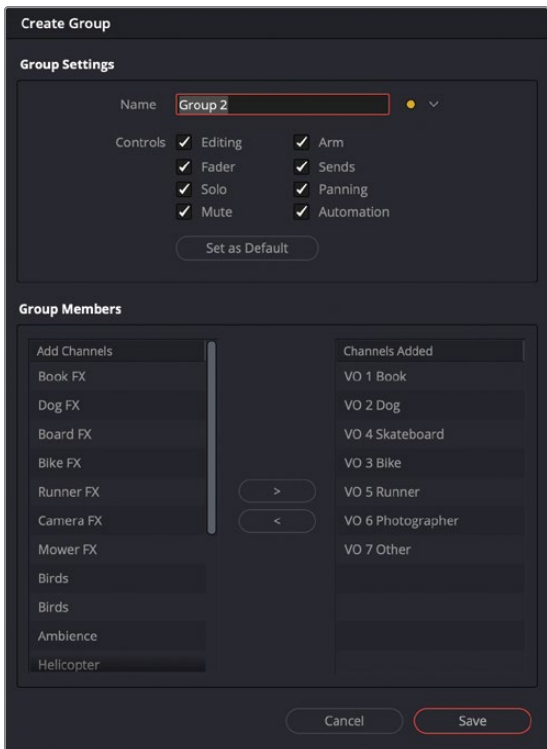 Create Group
Group Settings
Name Group 2
Controls Editing Arm
Fader Sends
Solo Panning
Mute Automation
Set as Default
Group Members
Add Channels Channels Added
Book FX VO 1 Book
Dog FX VO 2 Dog
Board FX VO 4 Skateboard
Bike FX VO 3 Bike
Runner FX > VO 5 Runner
Camera FX < VO 6 Photographer
Mower FX VO 7 Other
Birds
Birds
Ambience
Helicopter
Cancel Save